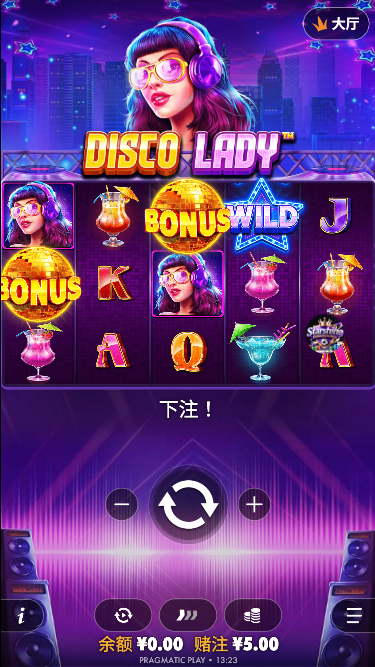 大厅
DISCO LADY™
BONUS WILD J
BONUS K
A Q A
Starshine
下注！
余额 ¥0.00 赌注 ¥5.00
PRAGMATIC PLAY • 13:23